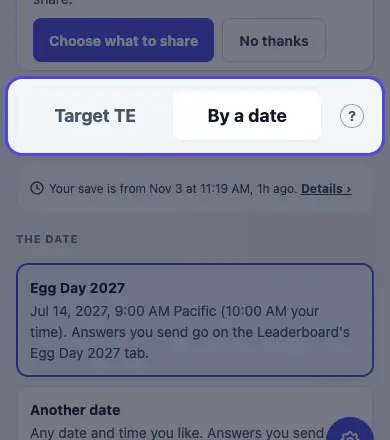 share.
Choose what to share
No thanks
Target TE
By a date
?
Your save is from Nov 3 at 11:19 AM, 1h ago. Details ›
THE DATE
Egg Day 2027
Jul 14, 2027, 9:00 AM Pacific (10:00 AM your
time). Answers you send go on the Leaderboard's
Egg Day 2027 tab.
Another date
Any date and time you like. Answers you send